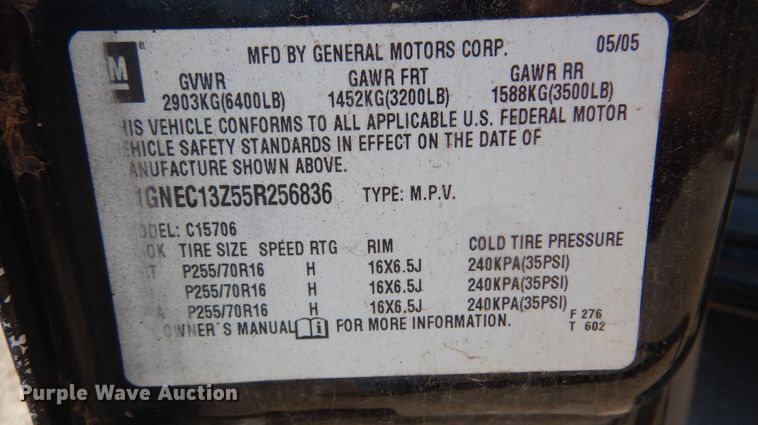 M ®
MFD BY GENERAL MOTORS CORP. 05/05
GVWR GAWR FRT GAWR RR
2903KG(6400LB) 1452KG(3200LB) 1588KG(3500LB)
HIS VEHICLE CONFORMS TO ALL APPLICABLE U.S. FEDERAL MOTOR
EHICLE SAFETY STANDARDS IN EFFECT ON THE DATE OF
ANUFACTURE SHOWN ABOVE.
1GNEC13Z55R256836 TYPE: M.P.V.
ODEL: C15706
TIRE SIZE SPEED RTG RIM COLD TIRE PRESSURE
P255/70R16 H 16X6.5J 240KPA(35PSI)
P255/70R16 H 16X6.5J 240KPA(35PSI)
P255/70R16 H 16X6.5J 240KPA(35PSI)
OWNER'S MANUAL i FOR MORE INFORMATION.
F 276
T 602
Purple Wave Auction